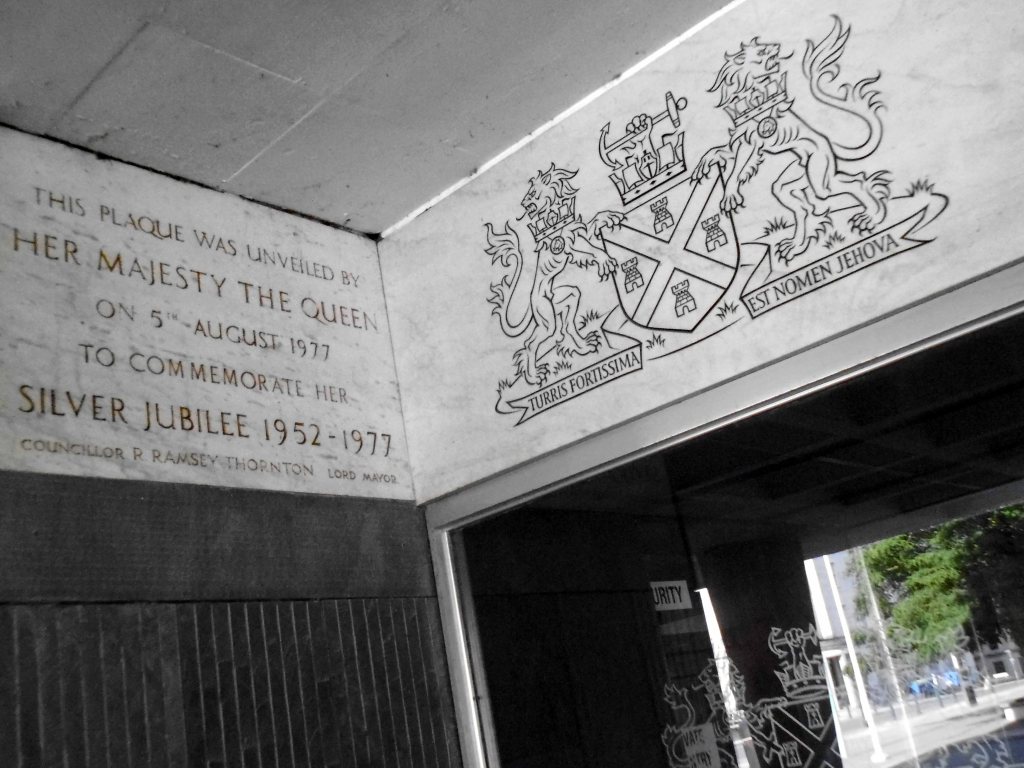 THIS PLAQUE WAS UNVEILED BY
HER MAJESTY THE QUEEN
ON 5TH AUGUST 1977
TO COMMEMORATE HER
SILVER JUBILEE 1952-1977
COUNCILLOR R RAMSEY THORNTON LORD MAYOR
TURRIS FORTISSIMA
EST NOMEN JEHOVA
URITY